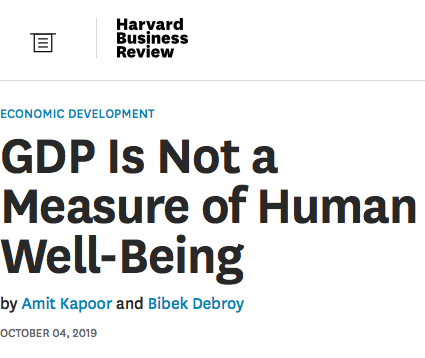 Harvard
Business
Review
ECONOMIC DEVELOPMENT
GDP Is Not a
Measure of Human
Well-Being
by Amit Kapoor and Bibek Debroy
OCTOBER 04, 2019